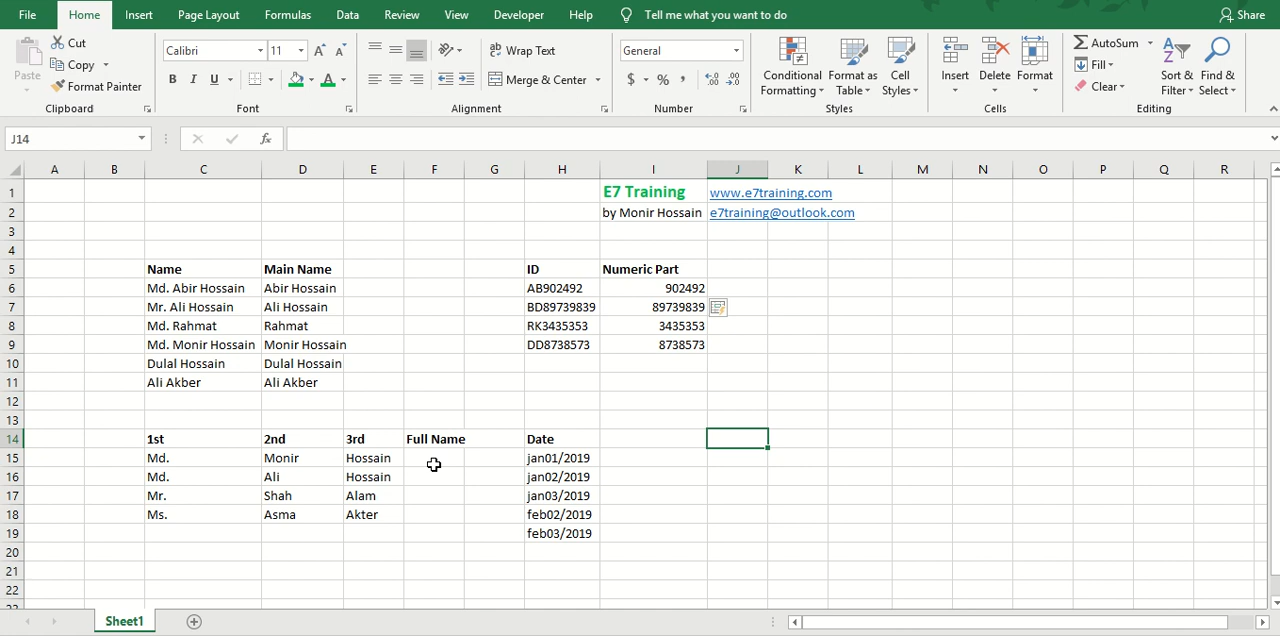 File Home Insert Page Layout Formulas Data Review View Developer Help Tell me what you want to do Share
Paste Cut Copy Format Painter Clipboard
Calibri 11 A A B I U A Font
Wrap Text Merge & Center Alignment
General $ % , Number
Conditional Formatting Format as Table Cell Styles Styles
Insert Delete Format Cells
AutoSum Fill Clear Sort & Filter Find & Select Editing
J14 fx
A B C D E F G H I J K L M N O P Q R
1 E7 Training www.e7training.com
2 by Monir Hossain e7training@outlook.com
3
4
5 Name Main Name ID Numeric Part
6 Md. Abir Hossain Abir Hossain AB902492 902492
7 Mr. Ali Hossain Ali Hossain BD89739839 89739839
8 Md. Rahmat Rahmat RK3435353 3435353
9 Md. Monir Hossain Monir Hossain DD8738573 8738573
10 Dulal Hossain Dulal Hossain
11 Ali Akber Ali Akber
12
13
14 1st 2nd 3rd Full Name Date
15 Md. Monir Hossain jan01/2019
16 Md. Ali Hossain jan02/2019
17 Mr. Shah Alam jan03/2019
18 Ms. Asma Akter feb02/2019
19 feb03/2019
20
21
22
23
Sheet1